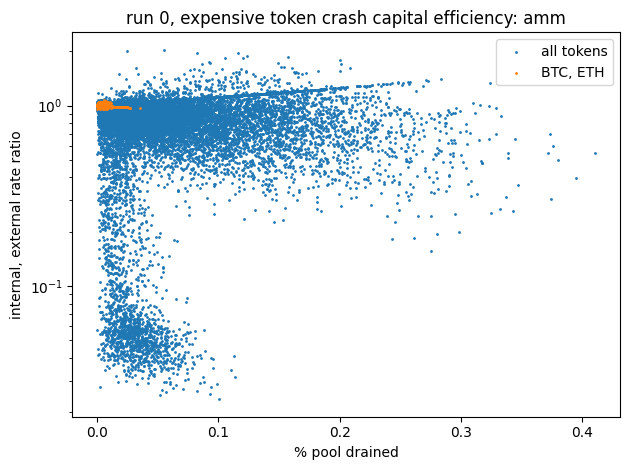 run 0, expensive token crash capital efficiency: amm
all tokens
BTC, ETH
internal, external rate ratio
10⁰
10⁻¹
0.0 0.1 0.2 0.3 0.4
% pool drained